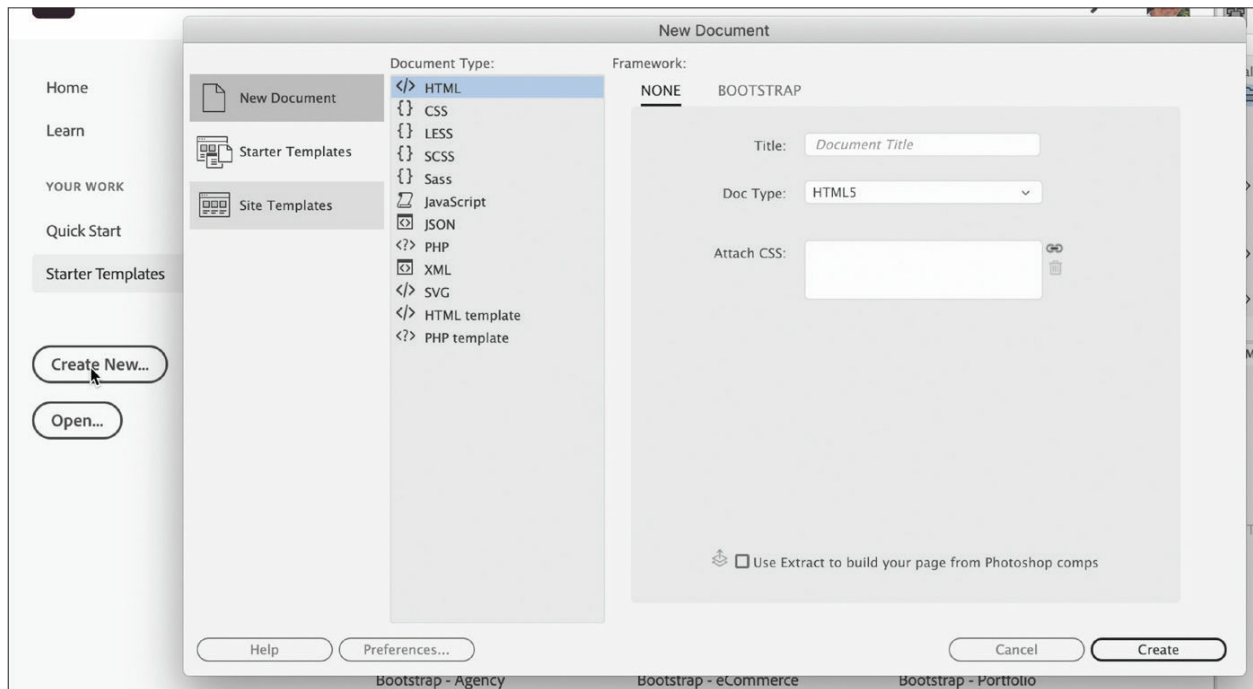 New Document
Home
Learn
YOUR WORK
Quick Start
Starter Templates
Create New...
Open...
New Document
Starter Templates
Site Templates
Document Type:
HTML
CSS
LESS
SCSS
Sass
JavaScript
JSON
PHP
XML
SVG
HTML template
PHP template
Framework:
NONE BOOTSTRAP
Title: Document Title
Doc Type: HTML5
Attach CSS:
Use Extract to build your page from Photoshop comps
Help Preferences... Cancel Create
Bootstrap - Agency Bootstrap - eCommerce Bootstrap - Portfolio